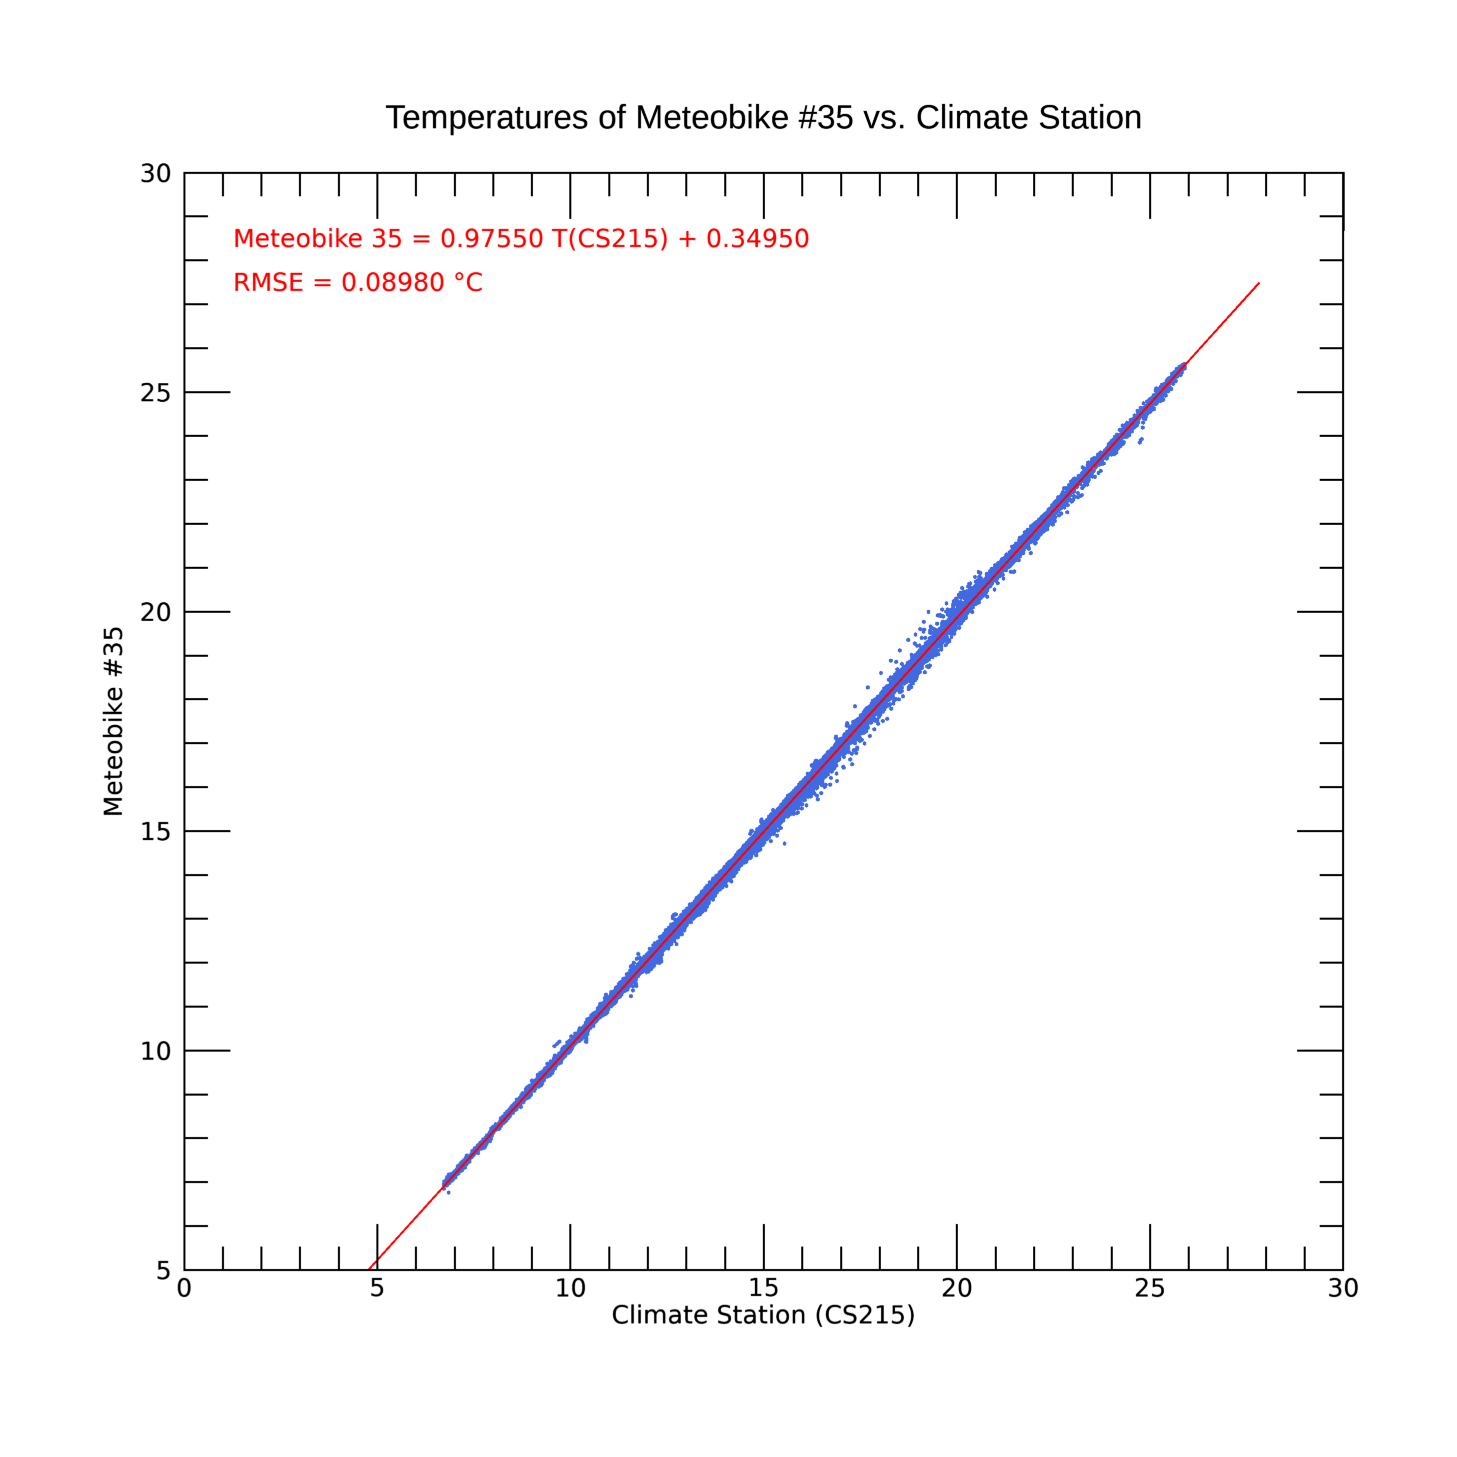 Temperatures of Meteobike #35 vs. Climate Station
Meteobike 35 = 0.97550 T(CS215) + 0.34950
RMSE = 0.08980 °C
Meteobike #35
30
25
20
15
10
5
0 5 10 15 20 25 30
Climate Station (CS215)